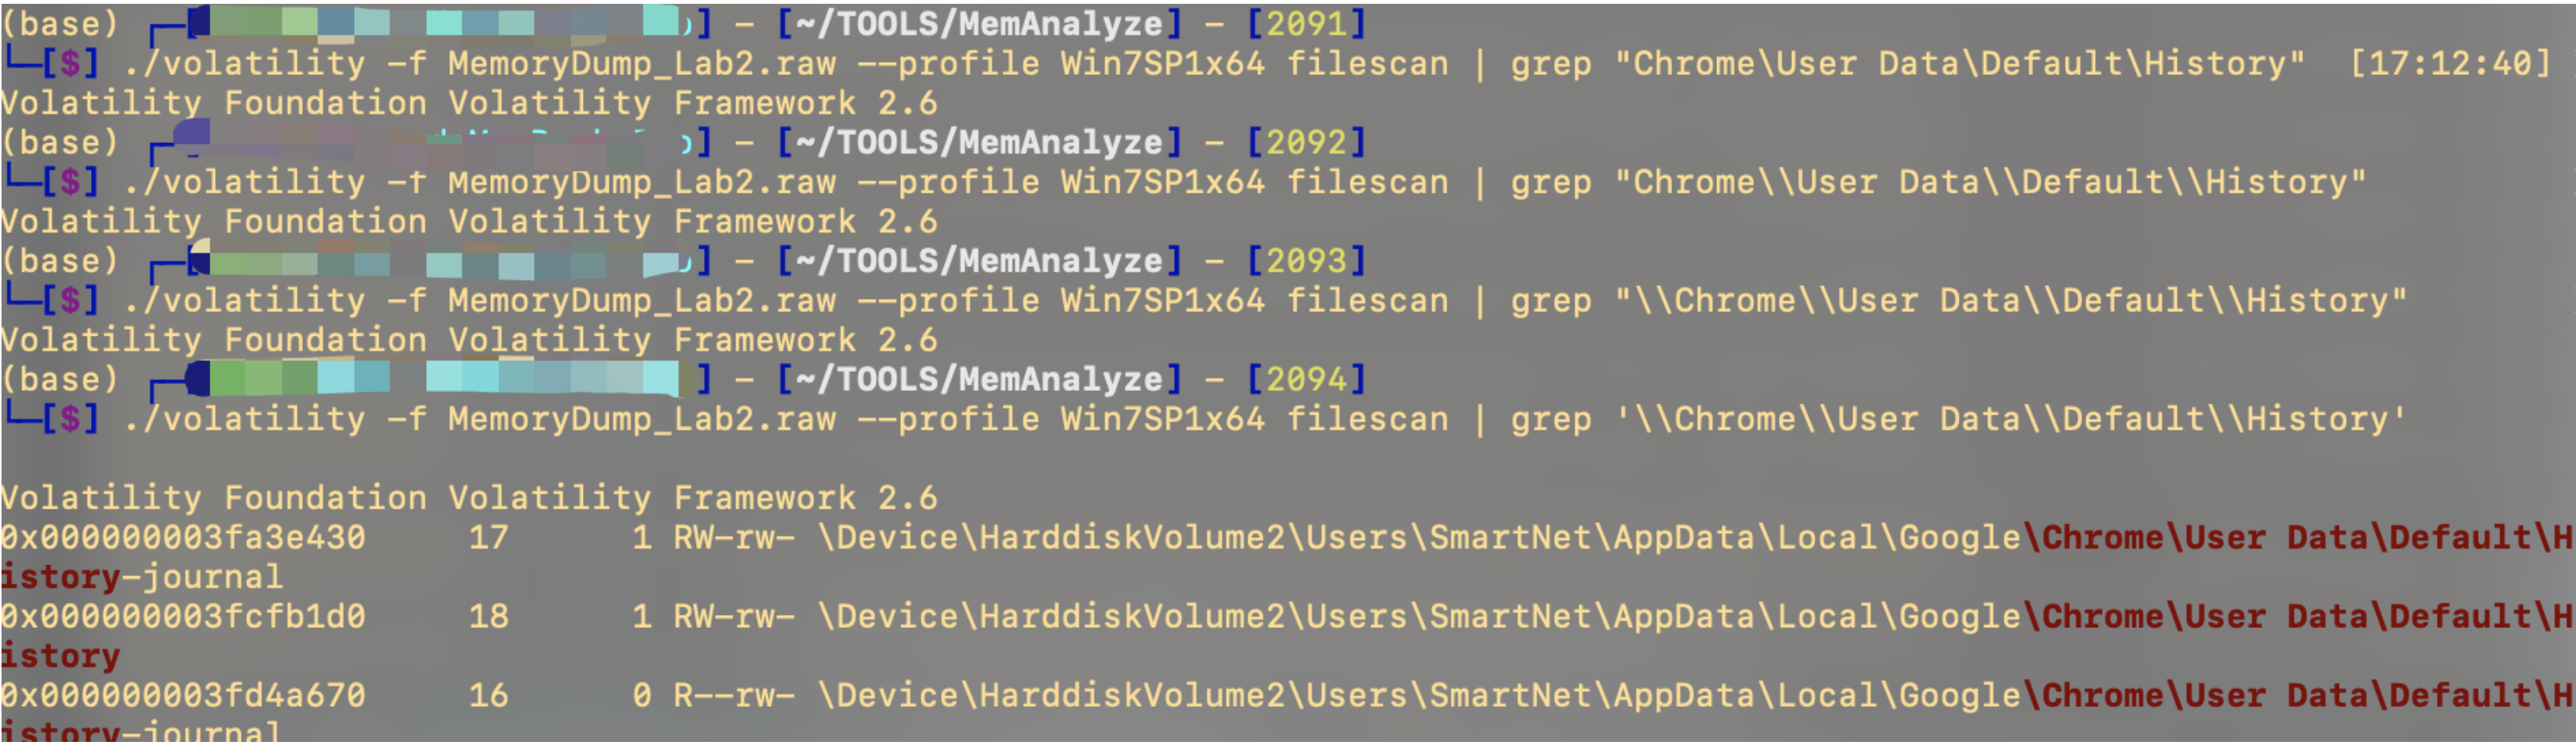 (base) ┌─[ ] - [~/TOOLS/MemAnalyze] - [2091]
└─[$] ./volatility -f MemoryDump_Lab2.raw --profile Win7SP1x64 filescan | grep "Chrome\User Data\Default\History" [17:12:40]
Volatility Foundation Volatility Framework 2.6
(base) ┌─ ] - [~/TOOLS/MemAnalyze] - [2092]
└─[$] ./volatility -f MemoryDump_Lab2.raw --profile Win7SP1x64 filescan | grep "Chrome\\User Data\\Default\\History"
Volatility Foundation Volatility Framework 2.6
(base) ┌─[ ] - [~/TOOLS/MemAnalyze] - [2093]
└─[$] ./volatility -f MemoryDump_Lab2.raw --profile Win7SP1x64 filescan | grep "\\Chrome\\User Data\\Default\\History"
Volatility Foundation Volatility Framework 2.6
(base) ┌─ ] - [~/TOOLS/MemAnalyze] - [2094]
└─[$] ./volatility -f MemoryDump_Lab2.raw --profile Win7SP1x64 filescan | grep '\\Chrome\\User Data\\Default\\History'
Volatility Foundation Volatility Framework 2.6
0x000000003fa3e430 17 1 RW-rw- \Device\HarddiskVolume2\Users\SmartNet\AppData\Local\Google\Chrome\User Data\Default\H
istory-journal
0x000000003fcfb1d0 18 1 RW-rw- \Device\HarddiskVolume2\Users\SmartNet\AppData\Local\Google\Chrome\User Data\Default\H
istory
0x000000003fd4a670 16 0 R--rw- \Device\HarddiskVolume2\Users\SmartNet\AppData\Local\Google\Chrome\User Data\Default\H
istory-journal